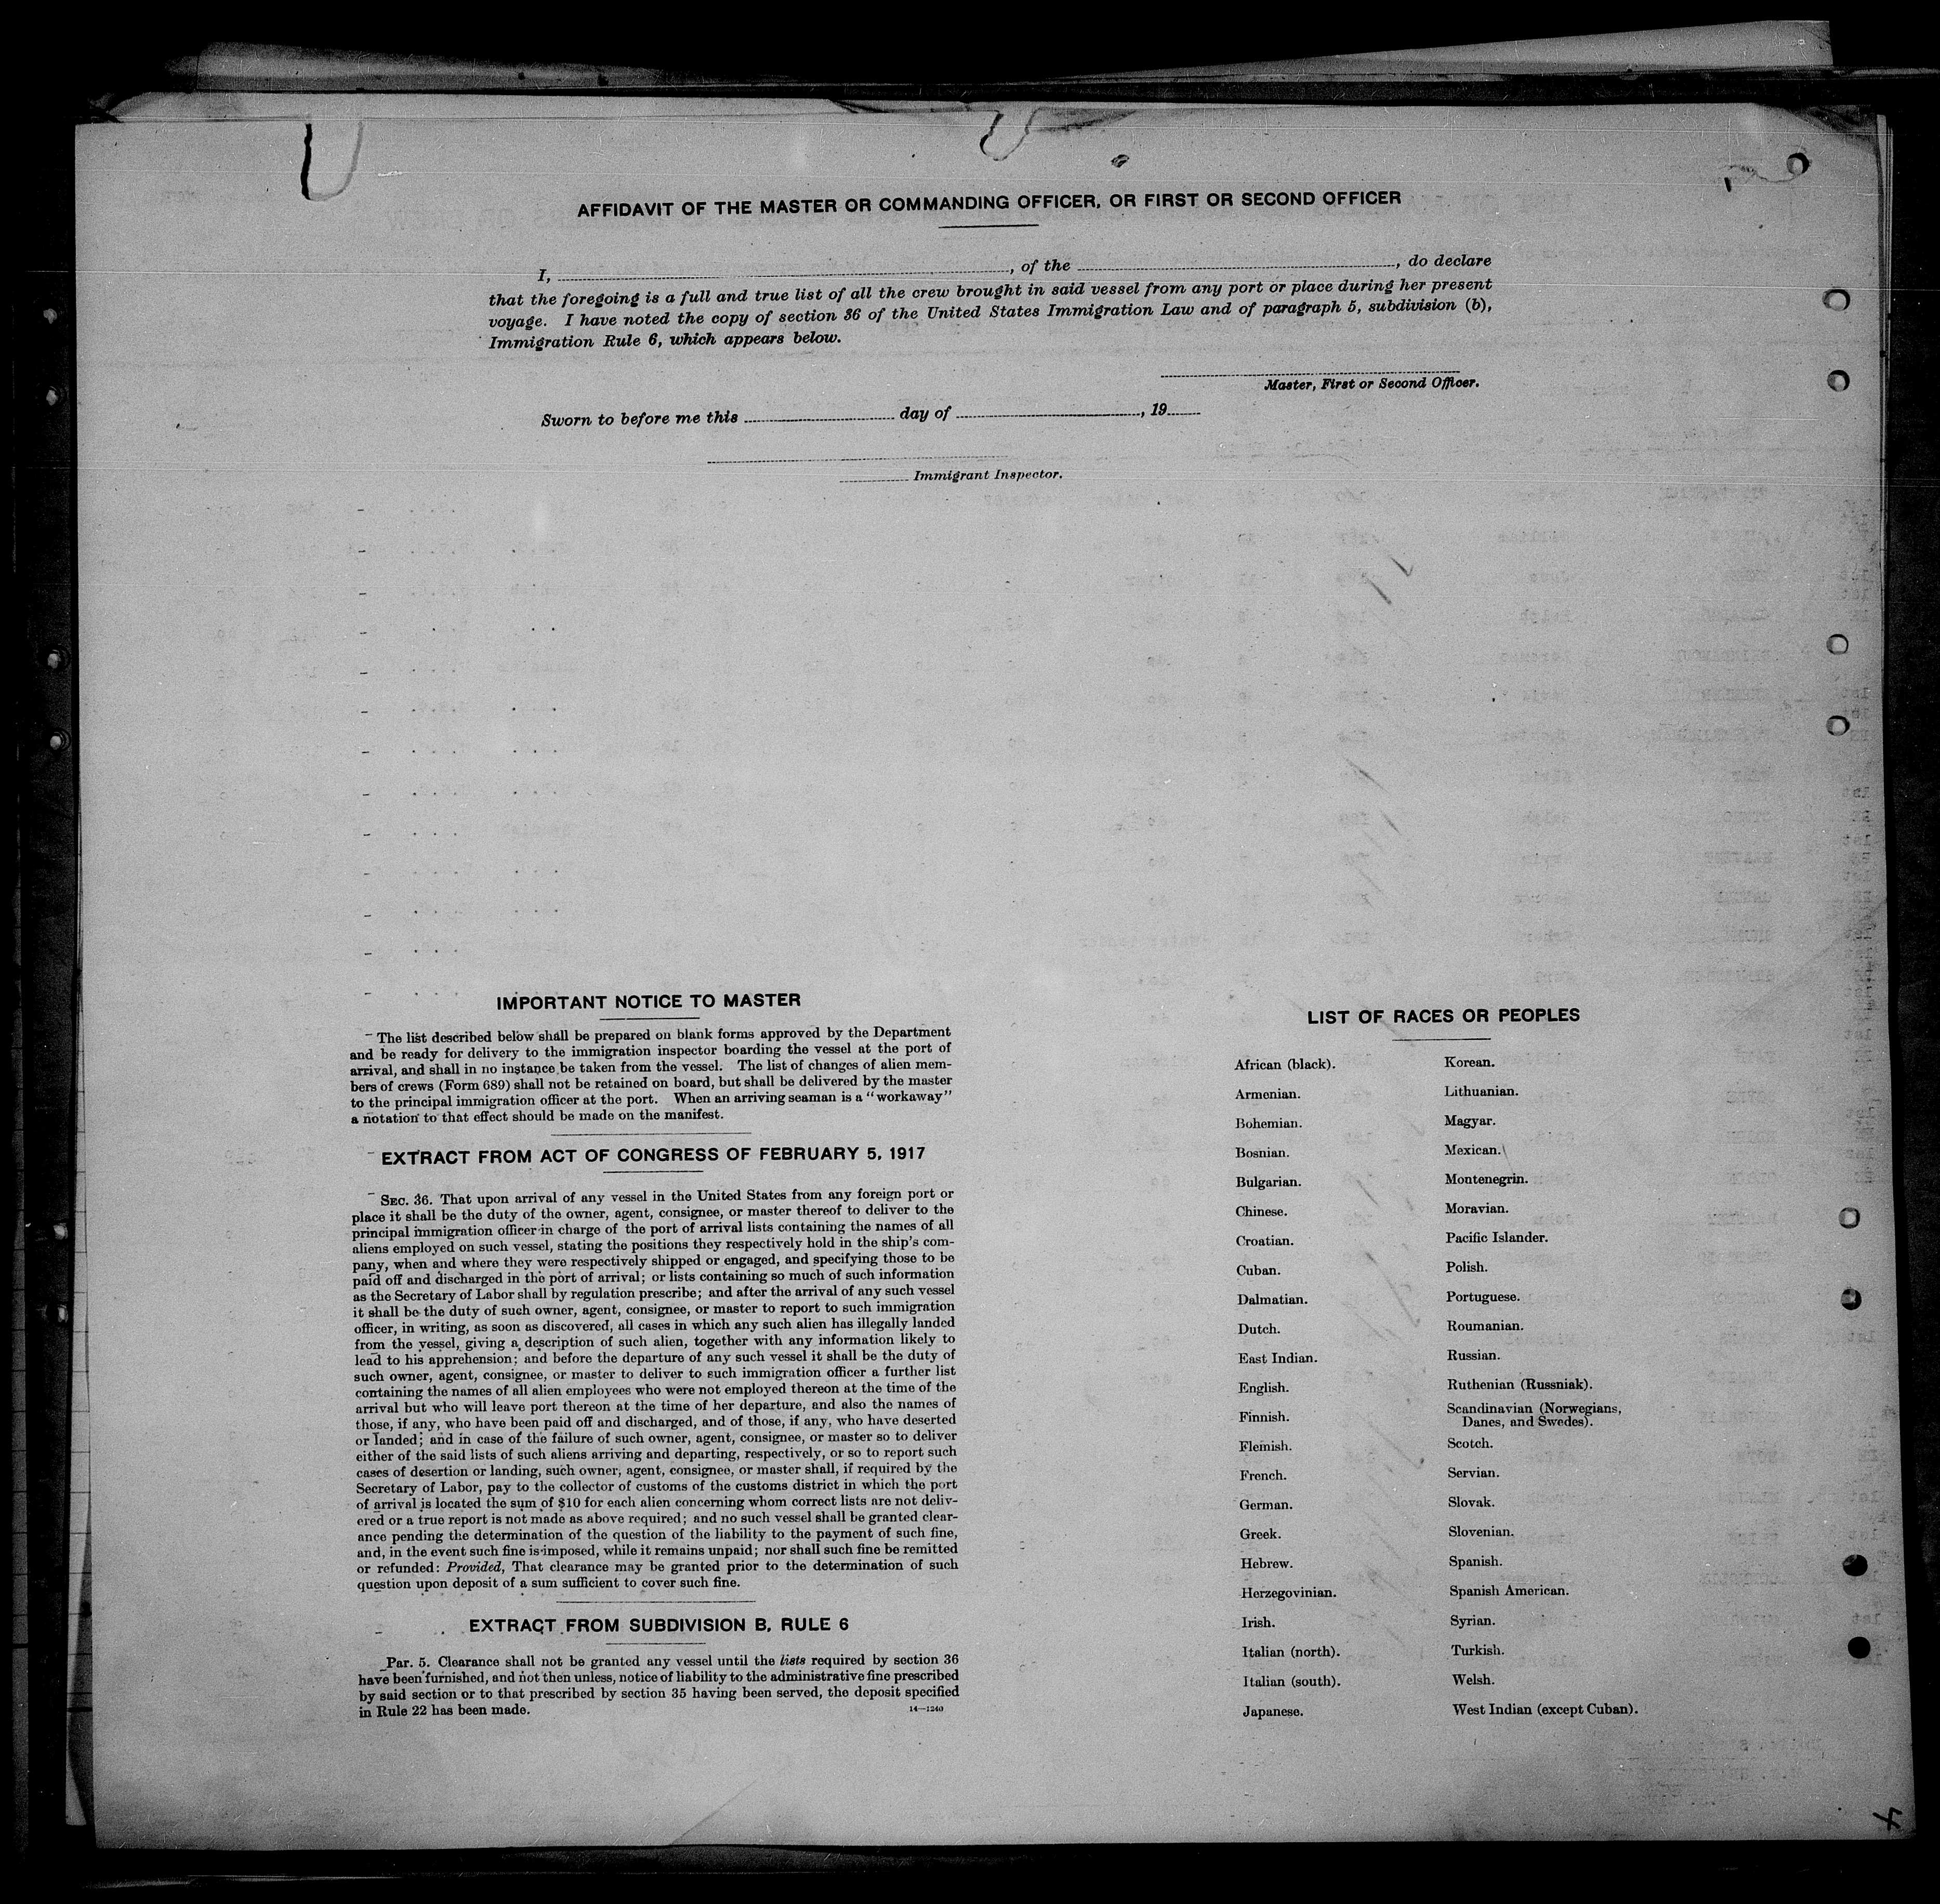 AFFIDAVIT OF THE MASTER OR COMMANDING OFFICER, OR FIRST OR SECOND OFFICER
I, , of the , do declare
that the foregoing is a full and true list of all the crew brought in said vessel from any port or place during her present
voyage. I have noted the copy of section 36 of the United States Immigration Law and of paragraph 5, subdivision (b),
Immigration Rule 6, which appears below.
Master, First or Second Officer.
Sworn to before me this day of , 19
Immigrant Inspector.
IMPORTANT NOTICE TO MASTER
The list described below shall be prepared on blank forms approved by the Department
and be ready for delivery to the immigration inspector boarding the vessel at the port of
arrival, and shall in no instance be taken from the vessel. The list of changes of alien mem-
bers of crews (Form 689) shall not be retained on board, but shall be delivered by the master
to the principal immigration officer at the port. When an arriving seaman is a "workaway"
a notation to that effect should be made on the manifest.
EXTRACT FROM ACT OF CONGRESS OF FEBRUARY 5, 1917
SEC. 36. That upon arrival of any vessel in the United States from any foreign port or
place it shall be the duty of the owner, agent, consignee, or master thereof to deliver to the
principal immigration officer in charge of the port of arrival lists containing the names of all
aliens employed on such vessel, stating the positions they respectively hold in the ship's com-
pany, when and where they were respectively shipped or engaged, and specifying those to be
paid off and discharged in the port of arrival; or lists containing so much of such information
as the Secretary of Labor shall by regulation prescribe; and after the arrival of any such vessel
it shall be the duty of such owner, agent, consignee, or master to report to such immigration
officer, in writing, as soon as discovered, all cases in which any such alien has illegally landed
from the vessel, giving a description of such alien, together with any information likely to
lead to his apprehension; and before the departure of any such vessel it shall be the duty of
such owner, agent, consignee, or master to deliver to such immigration officer a further list
containing the names of all alien employees who were not employed thereon at the time of the
arrival but who will leave port thereon at the time of her departure, and also the names of
those, if any, who have been paid off and discharged, and of those, if any, who have deserted
or landed; and in case of the failure of such owner, agent, consignee, or master so to deliver
either of the said lists of such aliens arriving and departing, respectively, or so to report such
cases of desertion or landing, such owner, agent, consignee, or master shall, if required by the
Secretary of Labor, pay to the collector of customs of the customs district in which the port
of arrival is located the sum of $10 for each alien concerning whom correct lists are not deliv-
ered or a true report is not made as above required; and no such vessel shall be granted clear-
ance pending the determination of the question of the liability to the payment of such fine,
and, in the event such fine is imposed, while it remains unpaid; nor shall such fine be remitted
or refunded: Provided, That clearance may be granted prior to the determination of such
question upon deposit of a sum sufficient to cover such fine.
EXTRACT FROM SUBDIVISION B, RULE 6
Par. 5. Clearance shall not be granted any vessel until the lists required by section 36
have been furnished, and not then unless, notice of liability to the administrative fine prescribed
by said section or to that prescribed by section 35 having been served, the deposit specified
in Rule 22 has been made.
14—1240
LIST OF RACES OR PEOPLES
African (black).
Armenian.
Bohemian.
Bosnian.
Bulgarian.
Chinese.
Croatian.
Cuban.
Dalmatian.
Dutch.
East Indian.
English.
Finnish.
Flemish.
French.
German.
Greek.
Hebrew.
Herzegovinian.
Irish.
Italian (north).
Italian (south).
Japanese.
Korean.
Lithuanian.
Magyar.
Mexican.
Montenegrin.
Moravian.
Pacific Islander.
Polish.
Portuguese.
Roumanian.
Russian.
Ruthenian (Russniak).
Scandinavian (Norwegians,
Danes, and Swedes).
Scotch.
Servian.
Slovak.
Slovenian.
Spanish.
Spanish American.
Syrian.
Turkish.
Welsh.
West Indian (except Cuban).
4